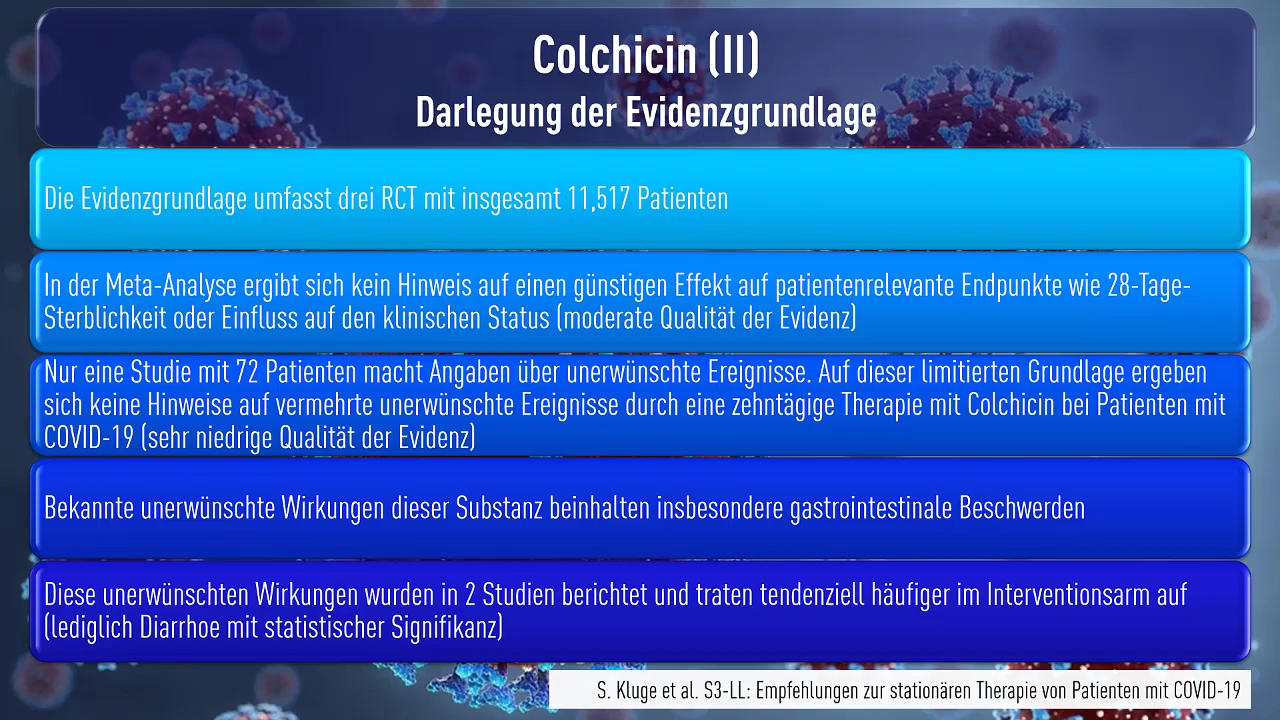 Colchicin (II)
Darlegung der Evidenzgrundlage
Die Evidenzgrundlage umfasst drei RCT mit insgesamt 11,517 Patienten
In der Meta-Analyse ergibt sich kein Hinweis auf einen günstigen Effekt auf patientenrelevante Endpunkte wie 28-Tage-
Sterblichkeit oder Einfluss auf den klinischen Status (moderate Qualität der Evidenz)
Nur eine Studie mit 72 Patienten macht Angaben über unerwünschte Ereignisse. Auf dieser limitierten Grundlage ergeben
sich keine Hinweise auf vermehrte unerwünschte Ereignisse durch eine zehntägige Therapie mit Colchicin bei Patienten mit
COVID-19 (sehr niedrige Qualität der Evidenz)
Bekannte unerwünschte Wirkungen dieser Substanz beinhalten insbesondere gastrointestinale Beschwerden
Diese unerwünschten Wirkungen wurden in 2 Studien berichtet und traten tendenziell häufiger im Interventionsarm auf
(lediglich Diarrhoe mit statistischer Signifikanz)
S. Kluge et al. S3-LL: Empfehlungen zur stationären Therapie von Patienten mit COVID-19